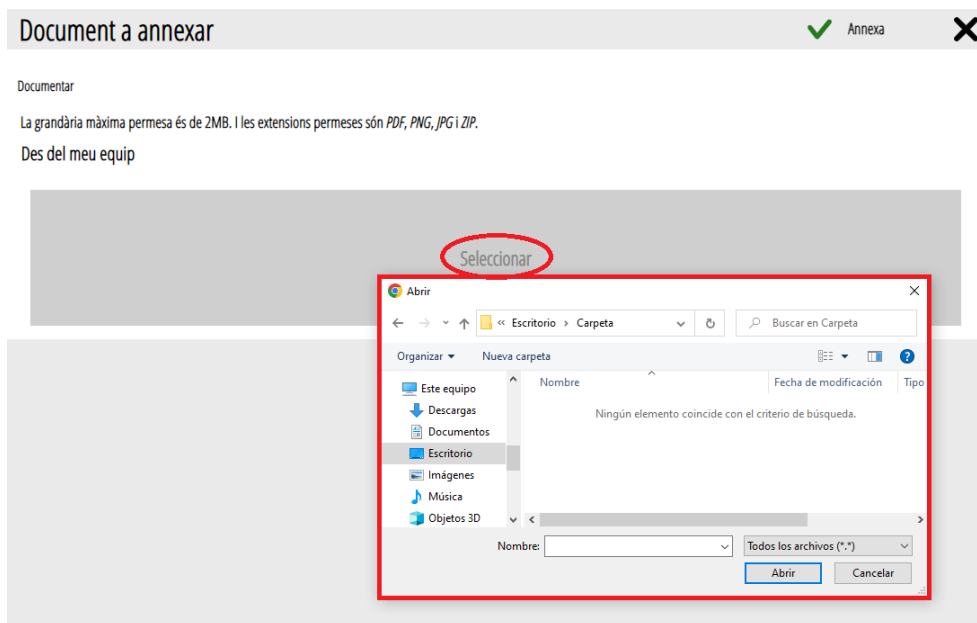 Document a annexar
Annexa
Documentar
La grandària màxima permesa és de 2MB. I les extensions permeses són PDF, PNG, JPG i ZIP.
Des del meu equip
Seleccionar
Abrir
« Escritorio › Carpeta
Buscar en Carpeta
Organizar
Nueva carpeta
Este equipo
Descargas
Documentos
Escritorio
Imágenes
Música
Objetos 3D
Nombre
Fecha de modificación
Tipo
Ningún elemento coincide con el criterio de búsqueda.
Nombre:
Todos los archivos (*.*)
Abrir
Cancelar